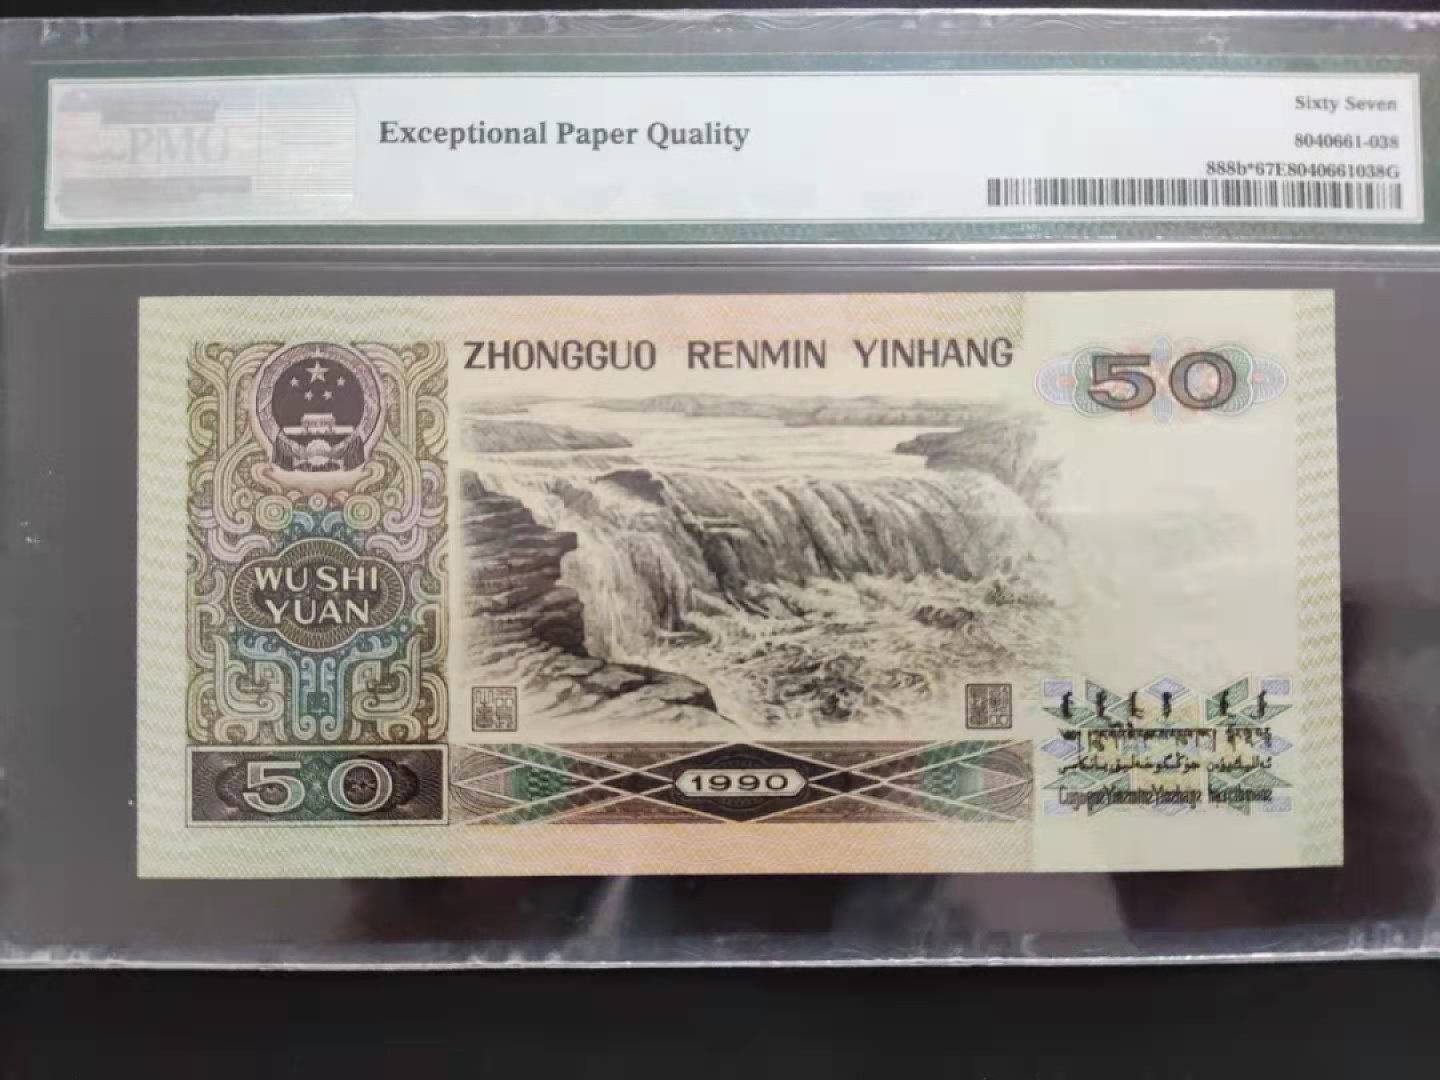 PMG
Exceptional Paper Quality
Sixty Seven
8040661-038
888b*67E8040661038G
ZHONGGUO RENMIN YINHANG
50
WU SHI
YUAN
50
1990